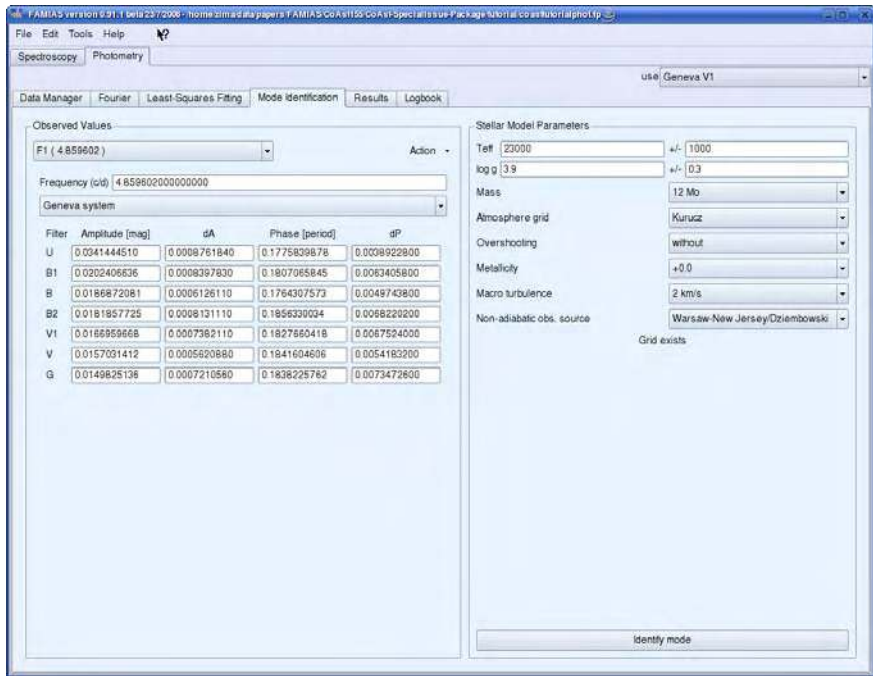 FAMIAS version 0.91.1 beta 23/7/2008 - home/zima/data/papers/FAMIAS/CoAst155/CoAst-SpecialIssue-Package/tutorial/coasttutorialphot.fp
File Edit Tools Help
Spectroscopy Photometry
use Geneva V1
Data Manager Fourier Least-Squares Fitting Mode Identification Results Logbook
Observed Values
F1 ( 4.859602 ) Action
Frequency (c/d) 4.859602000000000
Geneva system
Filter Amplitude [mag] dA Phase [period] dP
U 0.0341444510 0.0008761840 0.1775839878 0.0038922800
B1 0.0202406636 0.0008397830 0.1807065845 0.0063405800
B 0.0186872081 0.0006126110 0.1764307573 0.0049743800
B2 0.0181857725 0.0008131110 0.1856330034 0.0068220200
V1 0.0166959668 0.0007362110 0.1827660418 0.0067524000
V 0.0157031412 0.0005620880 0.1841604606 0.0054183200
G 0.0149825136 0.0007210560 0.1838225762 0.0073472600
Stellar Model Parameters
Teff 23000 +/- 1000
log g 3.9 +/- 0.3
Mass 12 Mo
Atmosphere grid Kurucz
Overshooting without
Metallicity +0.0
Macro turbulence 2 km/s
Non-adiabatic obs. source Warsaw-New Jersey/Dziembowski
Grid exists
Identify mode